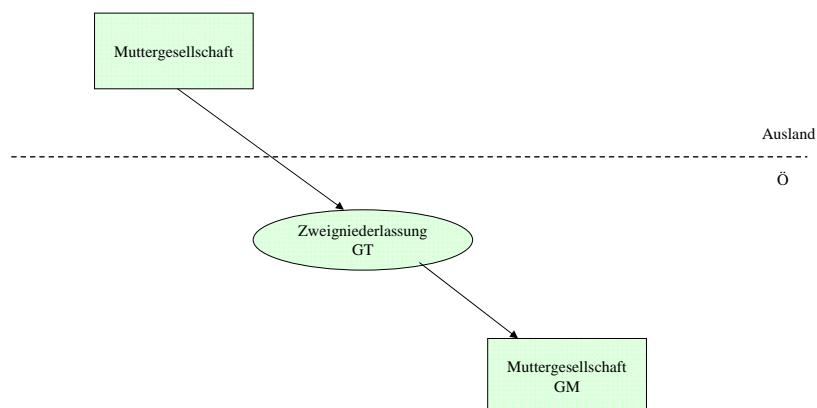 Muttergesellschaft
Ausland
Ö
Zweigniederlassung
GT
Muttergesellschaft
GM